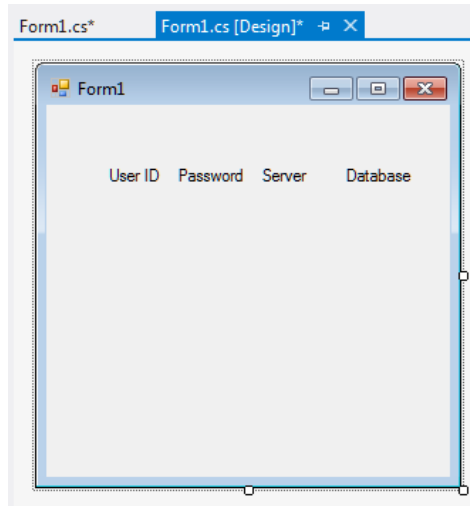 Form1.cs* Form1.cs [Design]*
Form1
User ID Password Server Database